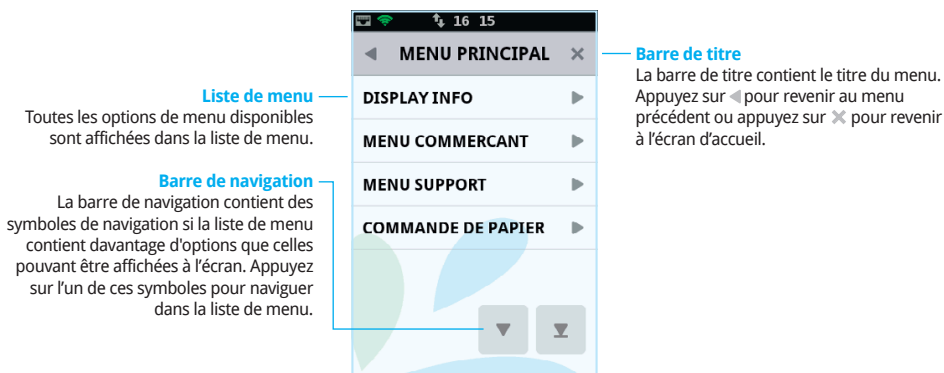 16 15
MENU PRINCIPAL
DISPLAY INFO
MENU COMMERCANT
MENU SUPPORT
COMMANDE DE PAPIER
Liste de menu
Toutes les options de menu disponibles
sont affichées dans la liste de menu.
Barre de navigation
La barre de navigation contient des
symboles de navigation si la liste de menu
contient davantage d'options que celles
pouvant être affichées à l'écran. Appuyez
sur l'un de ces symboles pour naviguer
dans la liste de menu.
Barre de titre
La barre de titre contient le titre du menu.
Appuyez sur pour revenir au menu
précédent ou appuyez sur pour revenir
à l'écran d'accueil.